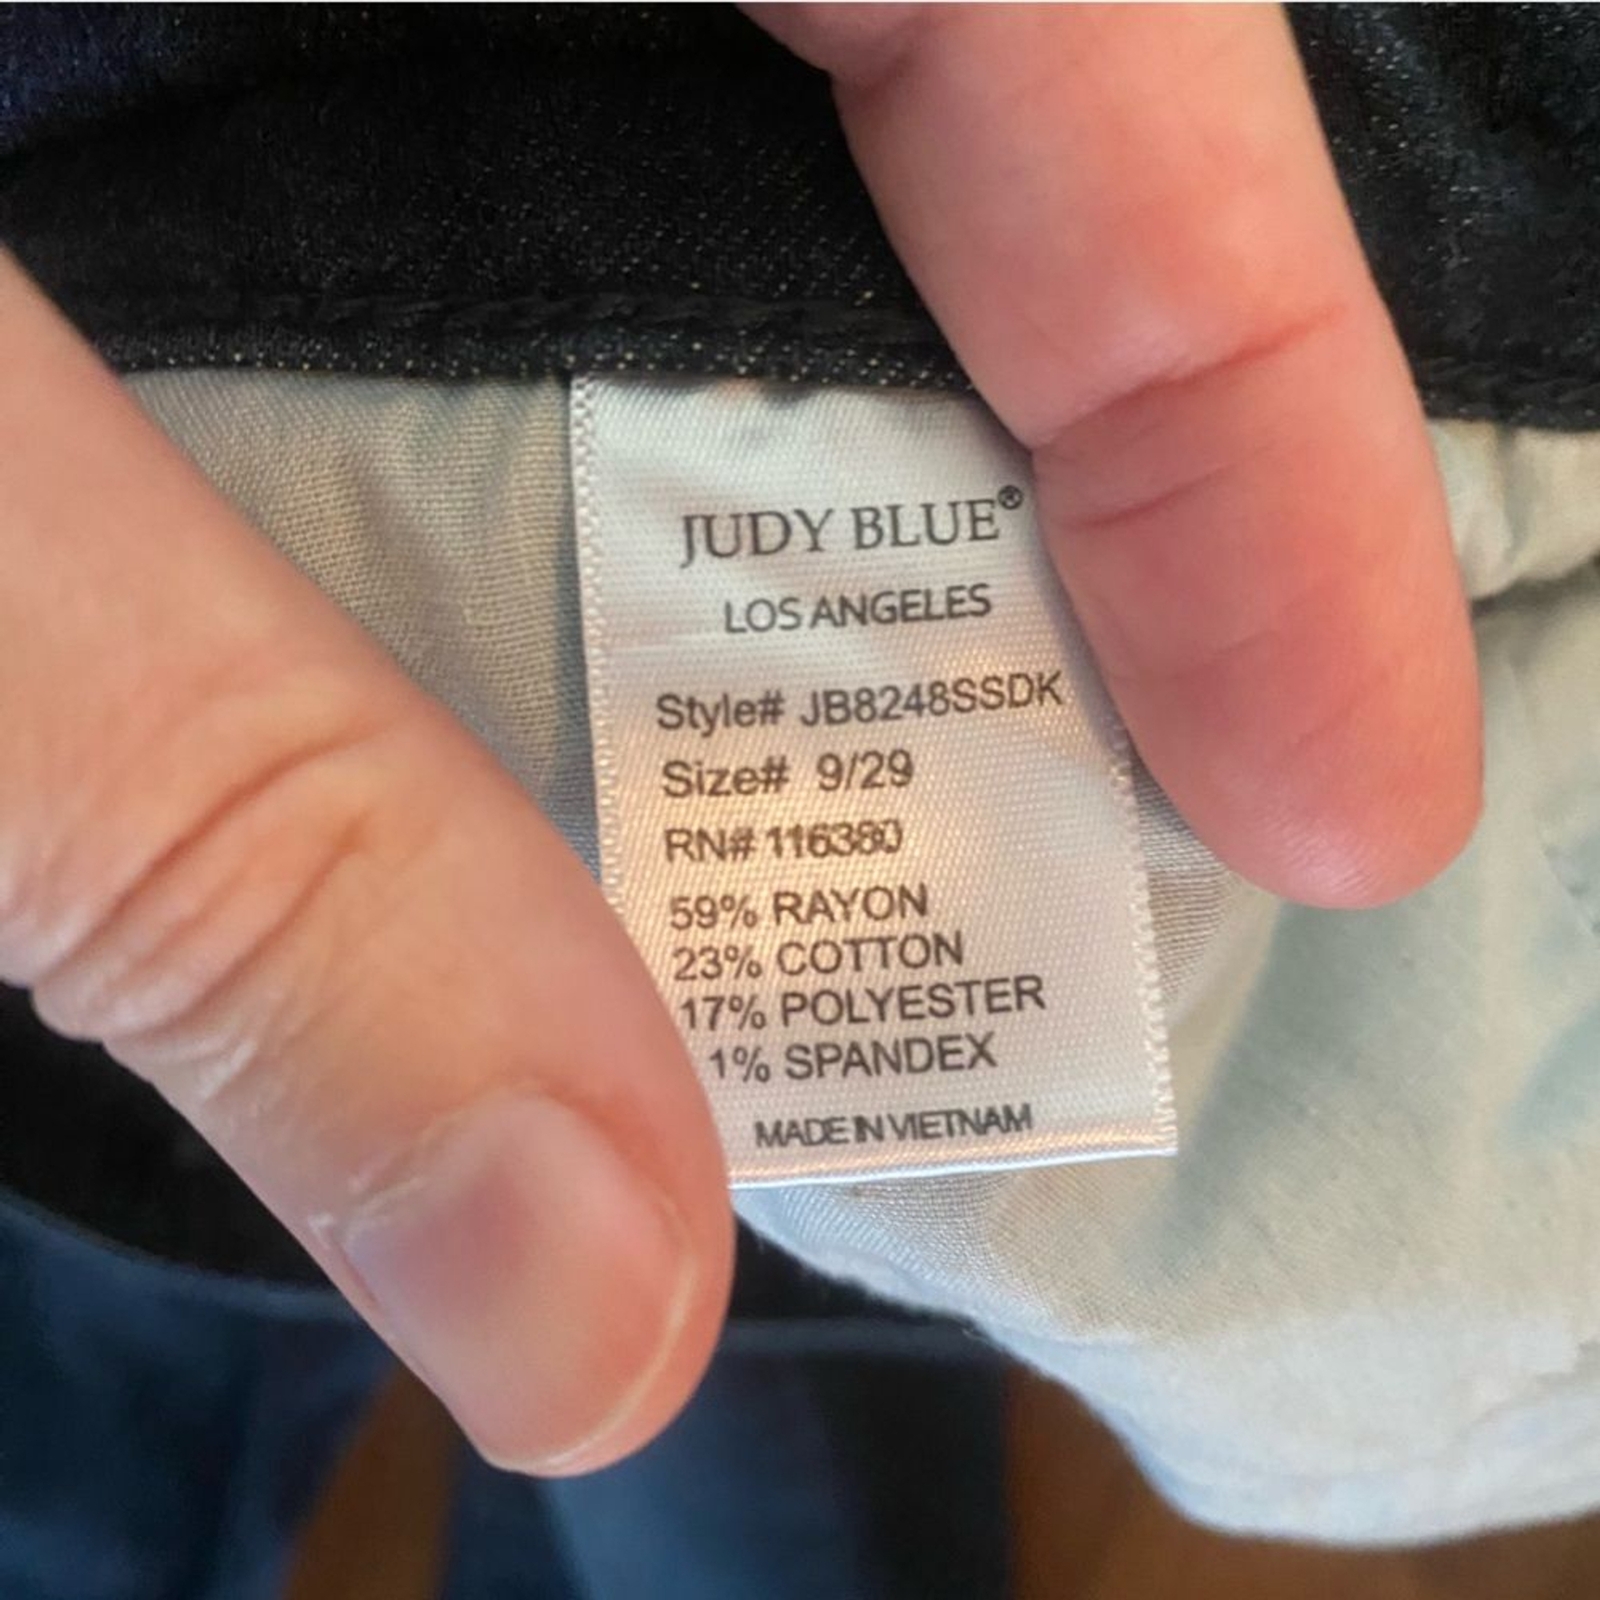 JUDY BLUE®
LOS ANGELES
Style# JB8248SSDK
Size# 9/29
RN# 116380
59% RAYON
23% COTTON
17% POLYESTER
1% SPANDEX
MADE IN VIETNAM